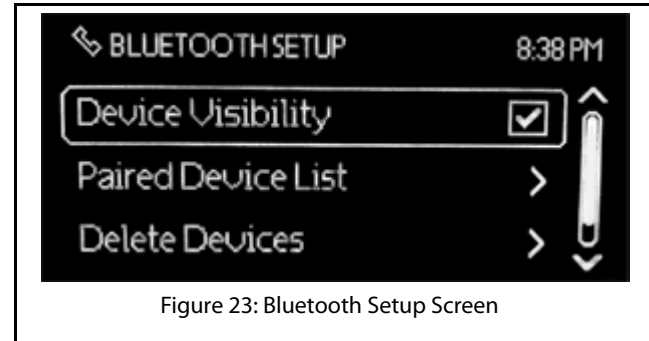 BLUETOOTH SETUP 8:38 PM
Device Visibility
Paired Device List
Delete Devices
Figure 23: Bluetooth Setup Screen